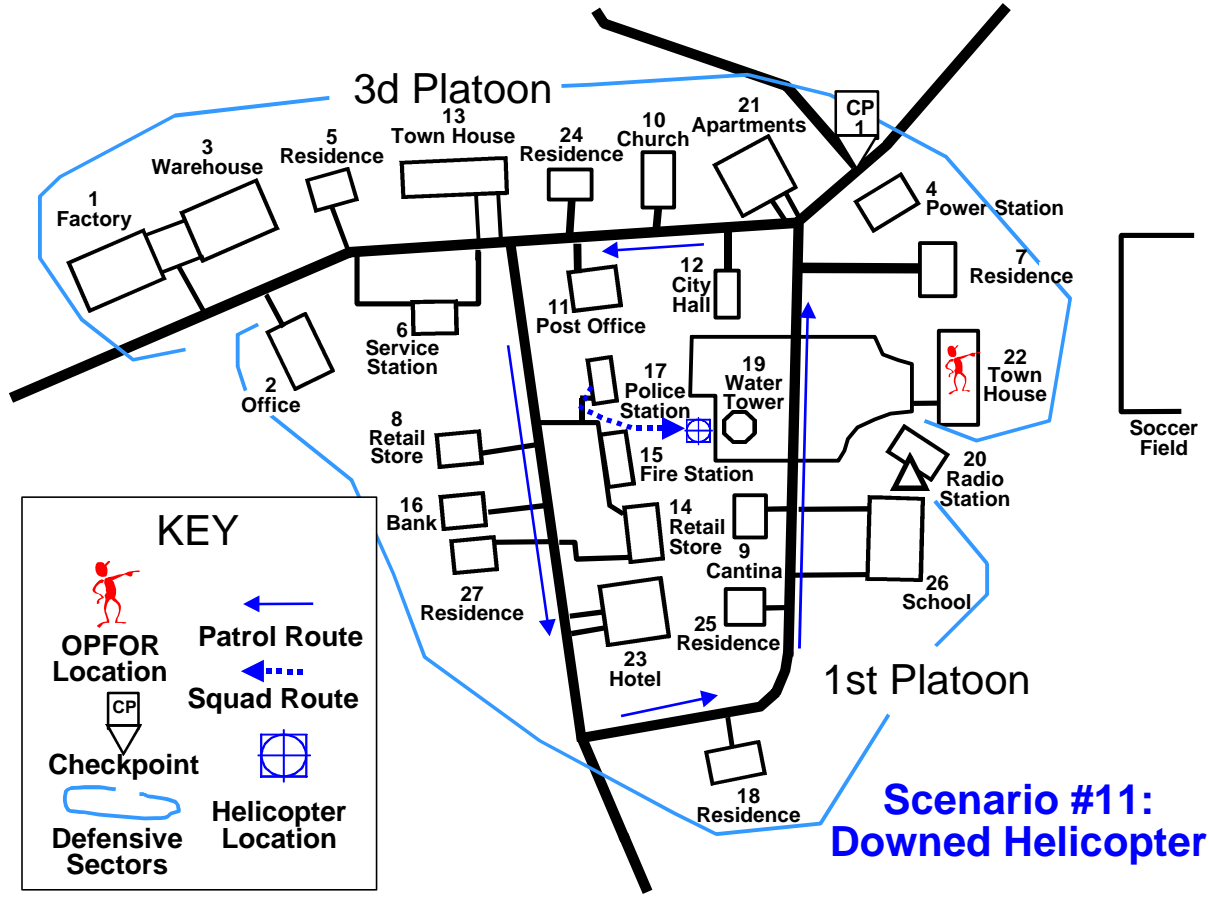 3d Platoon
CP
1
13
Town House
21
Apartments
10
Church
24
Residence
5
Residence
3
Warehouse
1
Factory
4
Power Station
7
Residence
12
City
Hall
11
Post Office
6
Service
Station
2
Office
17
Police
Station
19
Water
Tower
22
Town
House
Soccer
Field
8
Retail
Store
15
Fire Station
20
Radio
Station
16
Bank
14
Retail
Store
9
Cantina
26
School
27
Residence
25
Residence
23
Hotel
1st Platoon
18
Residence
KEY
OPFOR
Location
Patrol Route
Squad Route
CP
Checkpoint
Defensive
Sectors
Helicopter
Location
Scenario #11:
Downed Helicopter